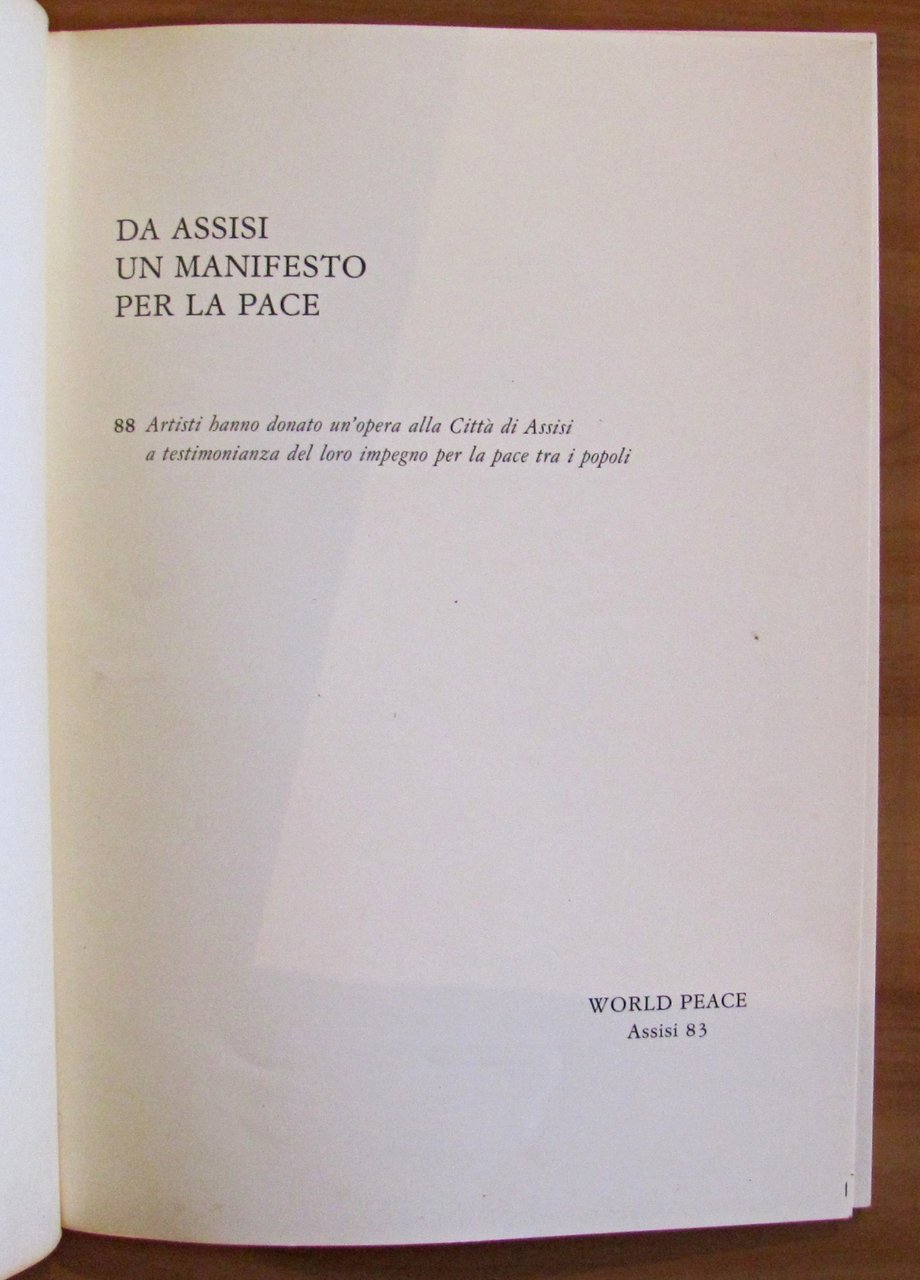 DA ASSISI
UN MANIFESTO
PER LA PACE
88 Artisti hanno donato un'opera alla Città di Assisi
a testimonianza del loro impegno per la pace tra i popoli
WORLD PEACE
Assisi 83